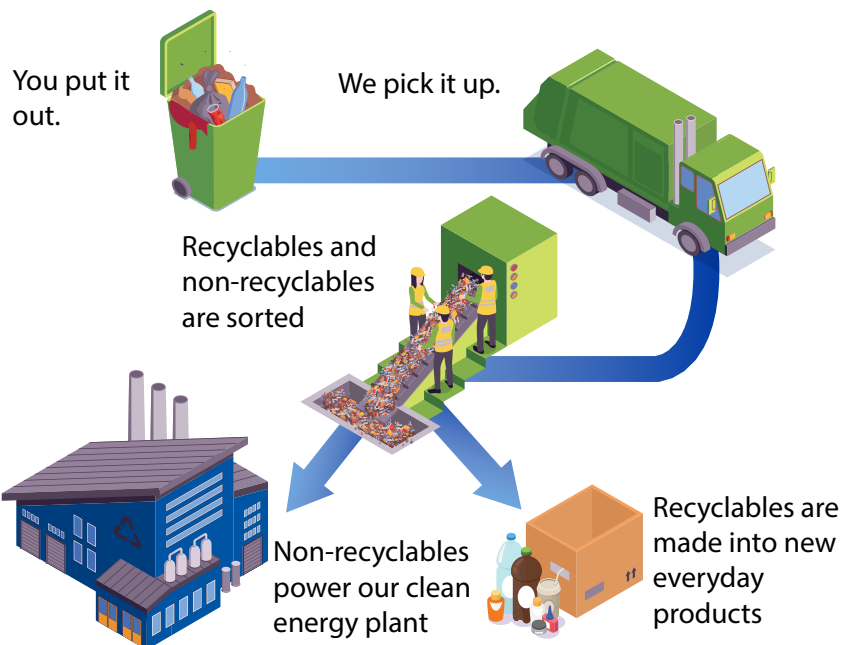 You put it
out.
We pick it up.
Recyclables and
non-recyclables
are sorted
Non-recyclables
power our clean
energy plant
Recyclables are
made into new
everyday
products